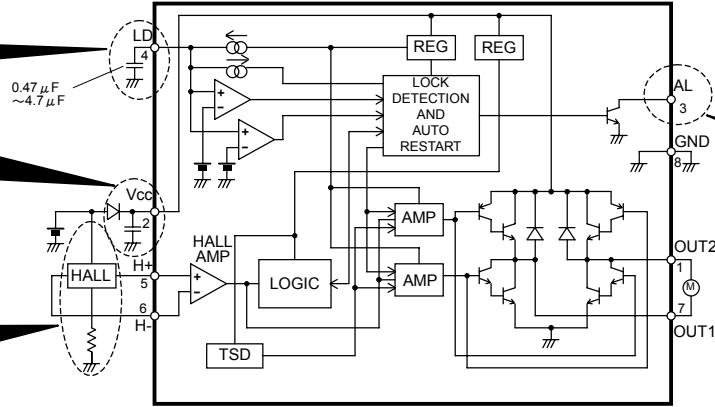 LD
4
0.47μF
~4.7μF
REG
REG
LOCK
DETECTION
AND
AUTO
RESTART
AL
3
GND
8
Vcc
2
HALL
H+
5
6
H-
HALL
AMP
+
−
LOGIC
TSD
AMP
AMP
+
−
+
−
OUT2
1
M
7
OUT1